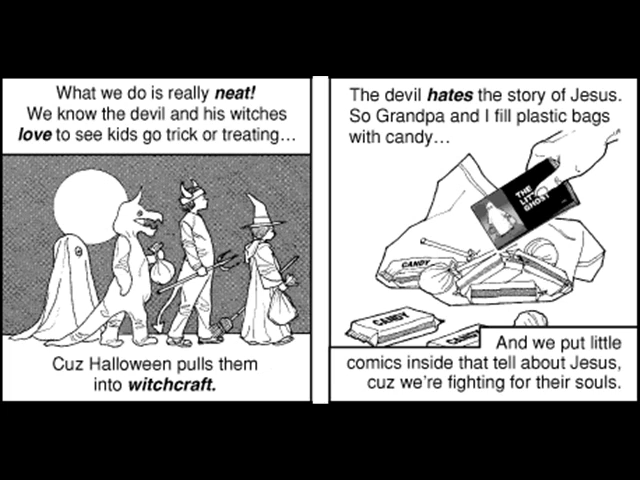 What we do is really neat!
We know the devil and his witches
love to see kids go trick or treating...
Cuz Halloween pulls them
into witchcraft.
The devil hates the story of Jesus.
So Grandpa and I fill plastic bags
with candy...
THE
GHOST
CANDY
CANDY
CANDY
And we put little
comics inside that tell about Jesus,
cuz we're fighting for their souls.